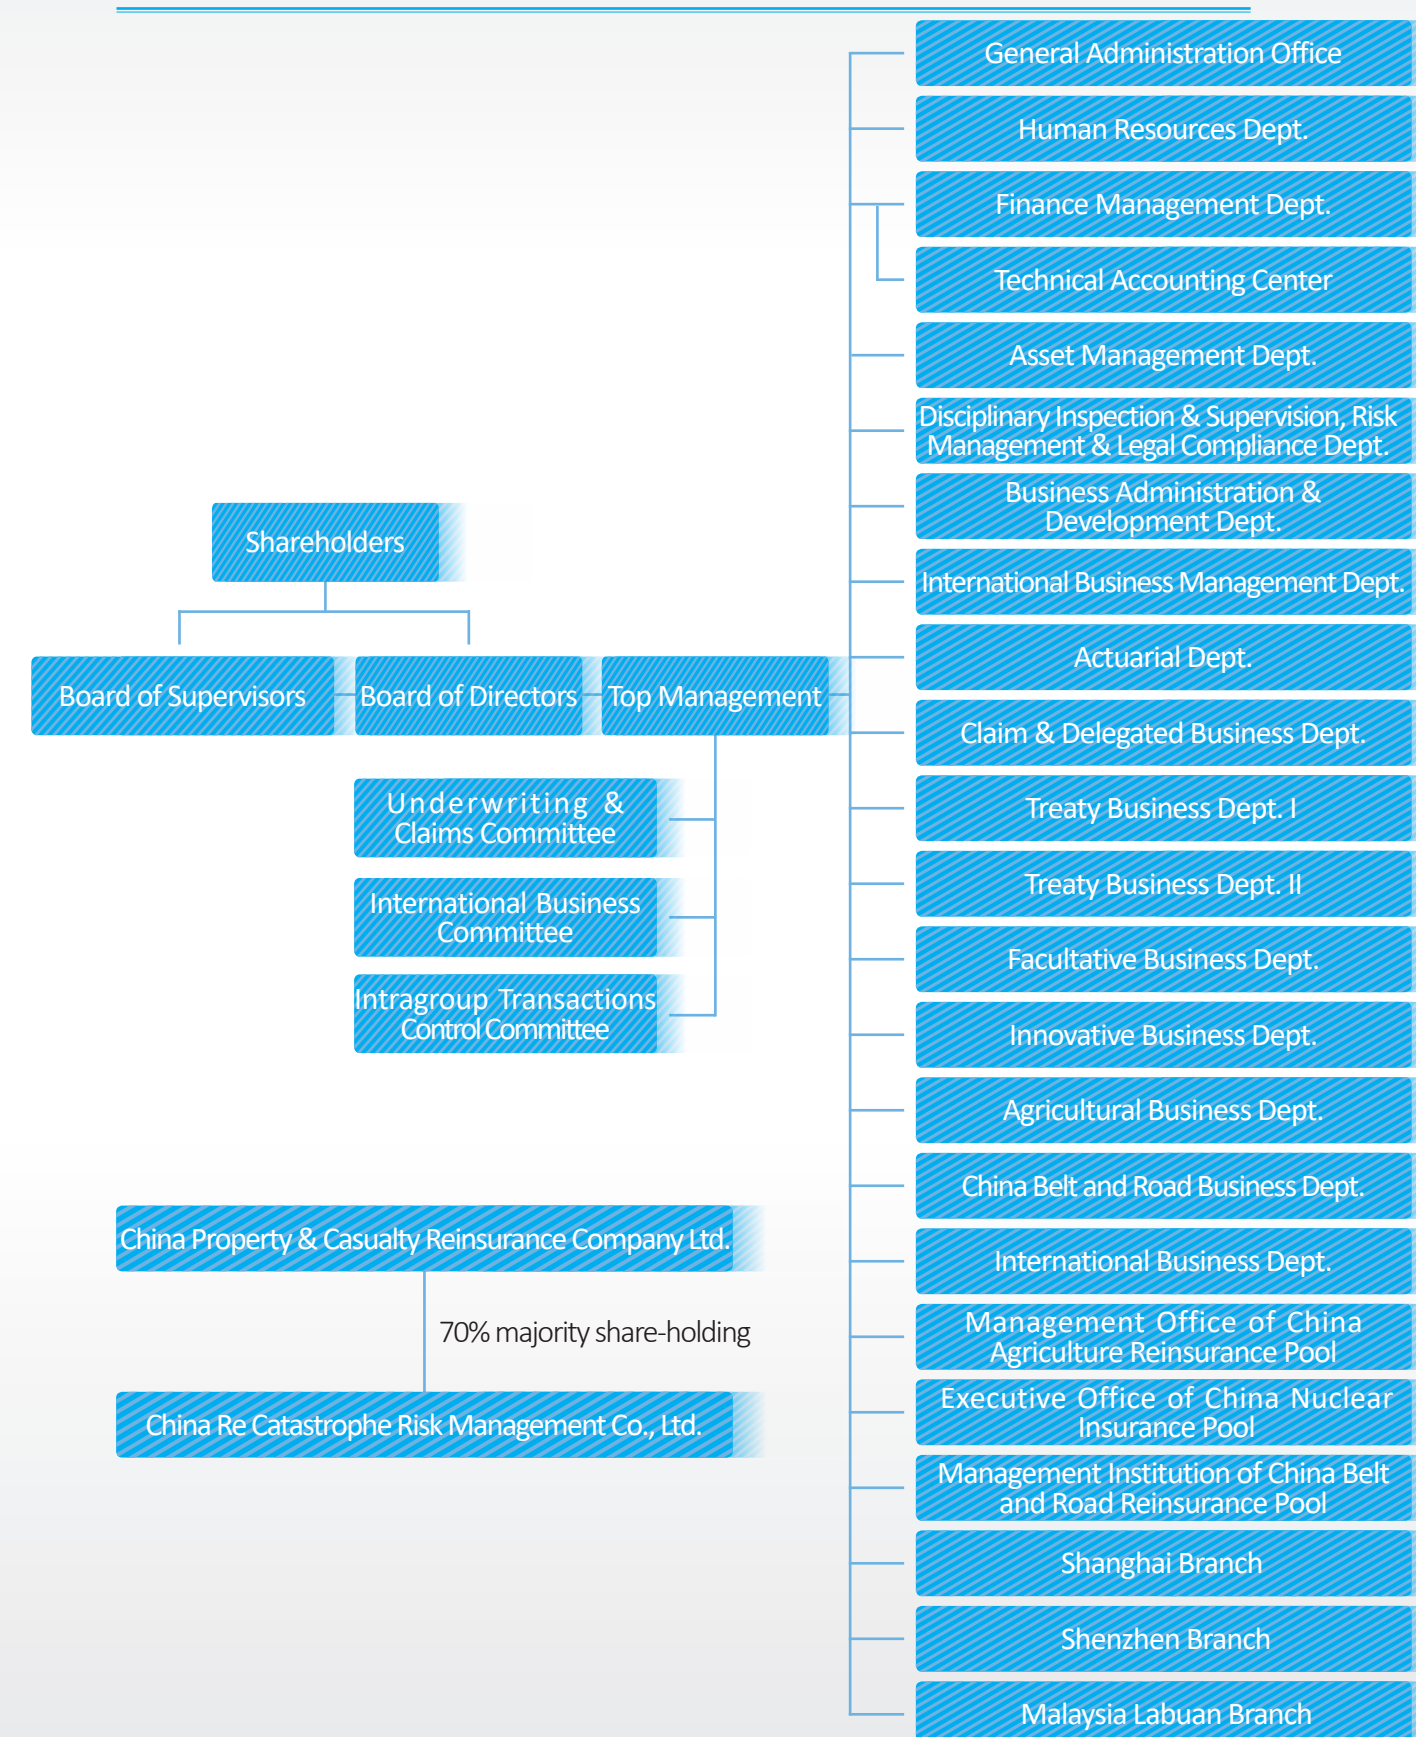 Shareholders
Board of Supervisors
Board of Directors
Top Management
Underwriting &
Claims Committee
International Business
Committee
Intragroup Transactions
Control Committee
China Property & Casualty Reinsurance Company Ltd.
70% majority share-holding
China Re Catastrophe Risk Management Co., Ltd.
General Administration Office
Human Resources Dept.
Finance Management Dept.
Technical Accounting Center
Asset Management Dept.
Disciplinary Inspection & Supervision, Risk
Management & Legal Compliance Dept.
Business Administration &
Development Dept.
International Business Management Dept.
Actuarial Dept.
Claim & Delegated Business Dept.
Treaty Business Dept. I
Treaty Business Dept. II
Facultative Business Dept.
Innovative Business Dept.
Agricultural Business Dept.
China Belt and Road Business Dept.
International Business Dept.
Management Office of China
Agriculture Reinsurance Pool
Executive Office of China Nuclear
Insurance Pool
Management Institution of China Belt
and Road Reinsurance Pool
Shanghai Branch
Shenzhen Branch
Malaysia Labuan Branch